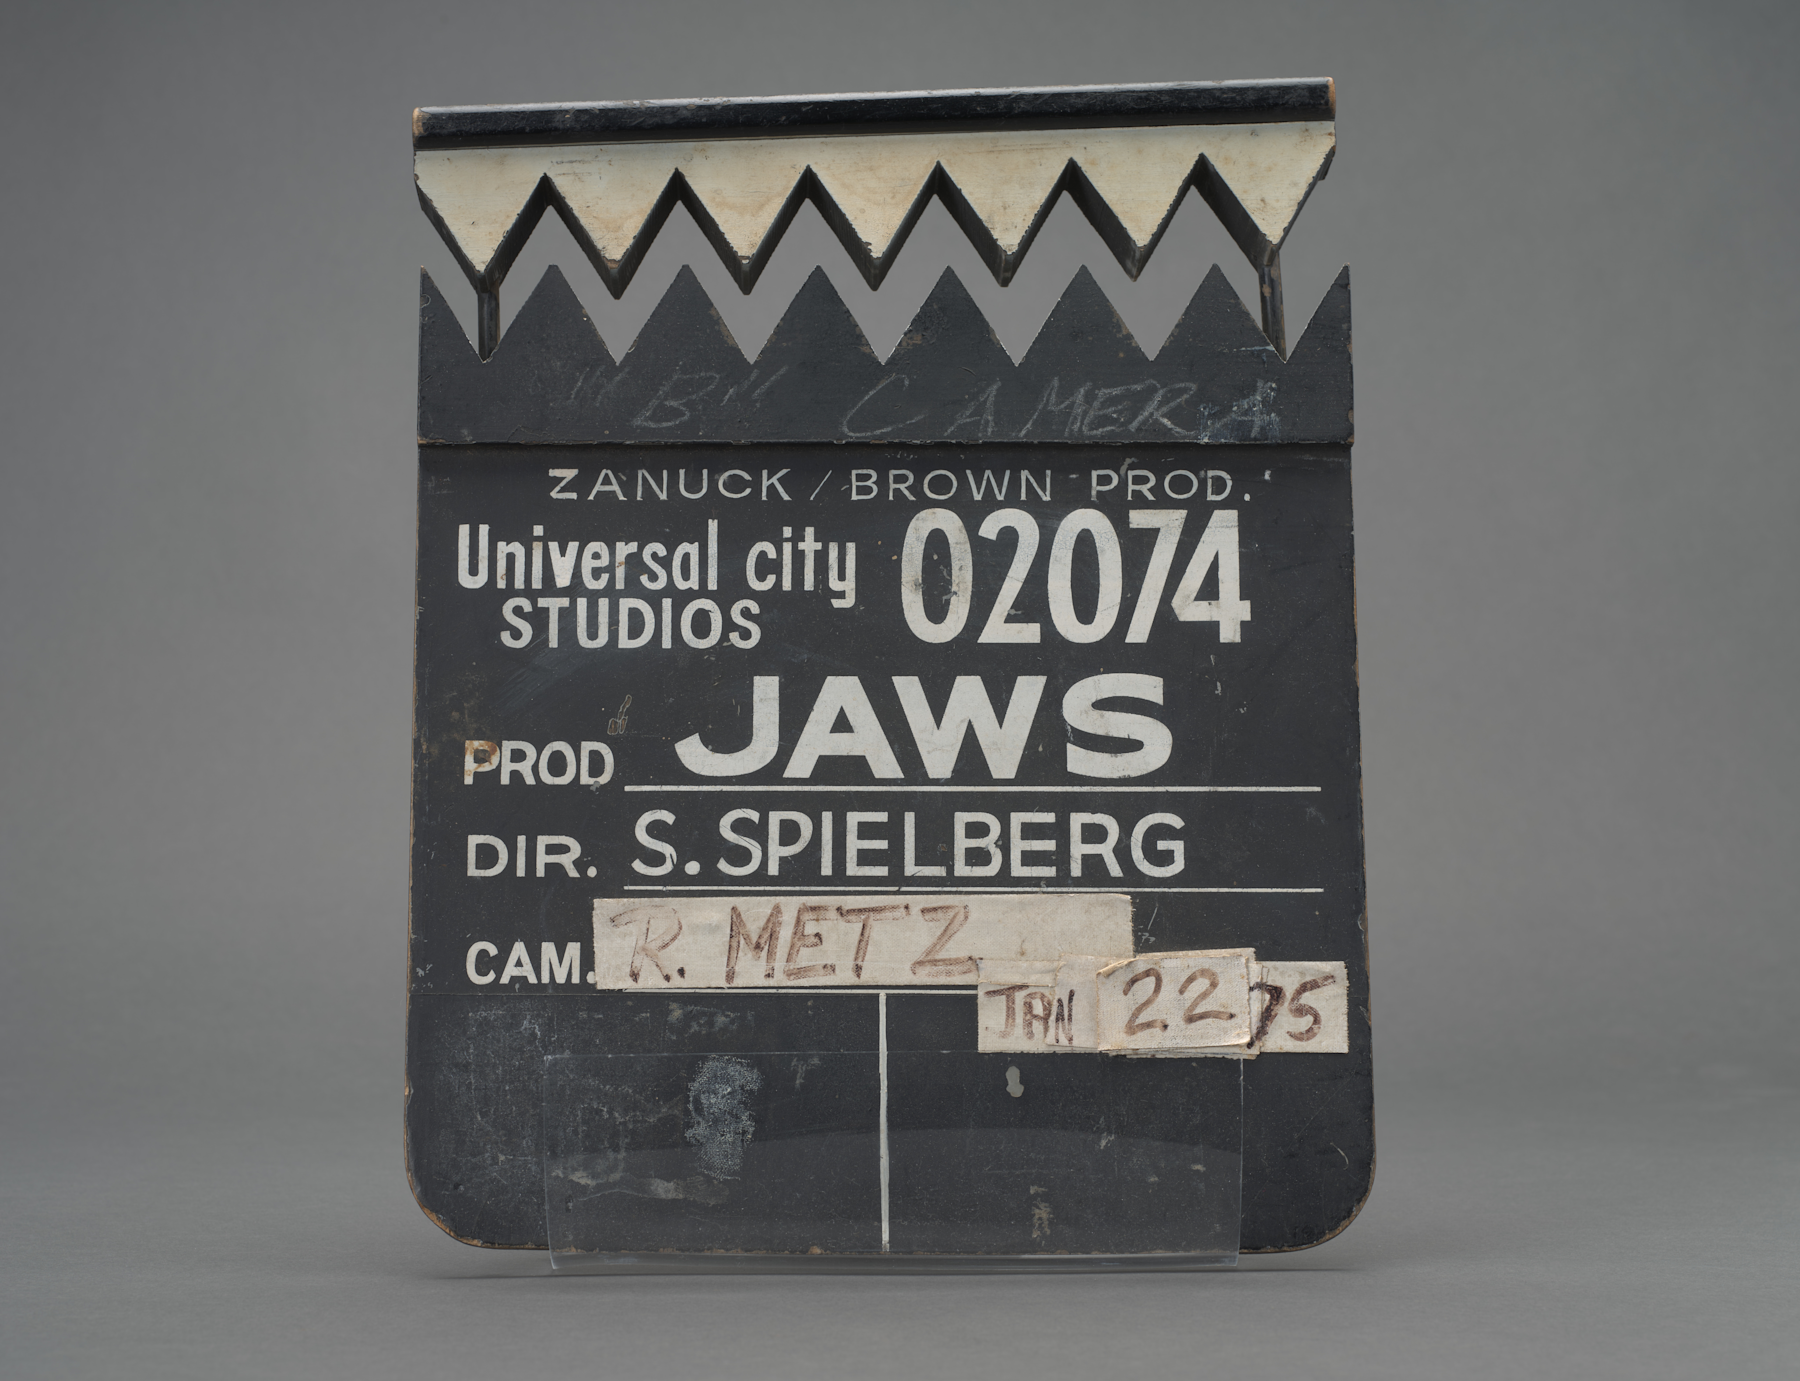 "B" CAMERA
ZANUCK / BROWN PROD.
Universal city 02074
STUDIOS
PROD JAWS
DIR. S. SPIELBERG
CAM. R. METZ
JAN 22 75